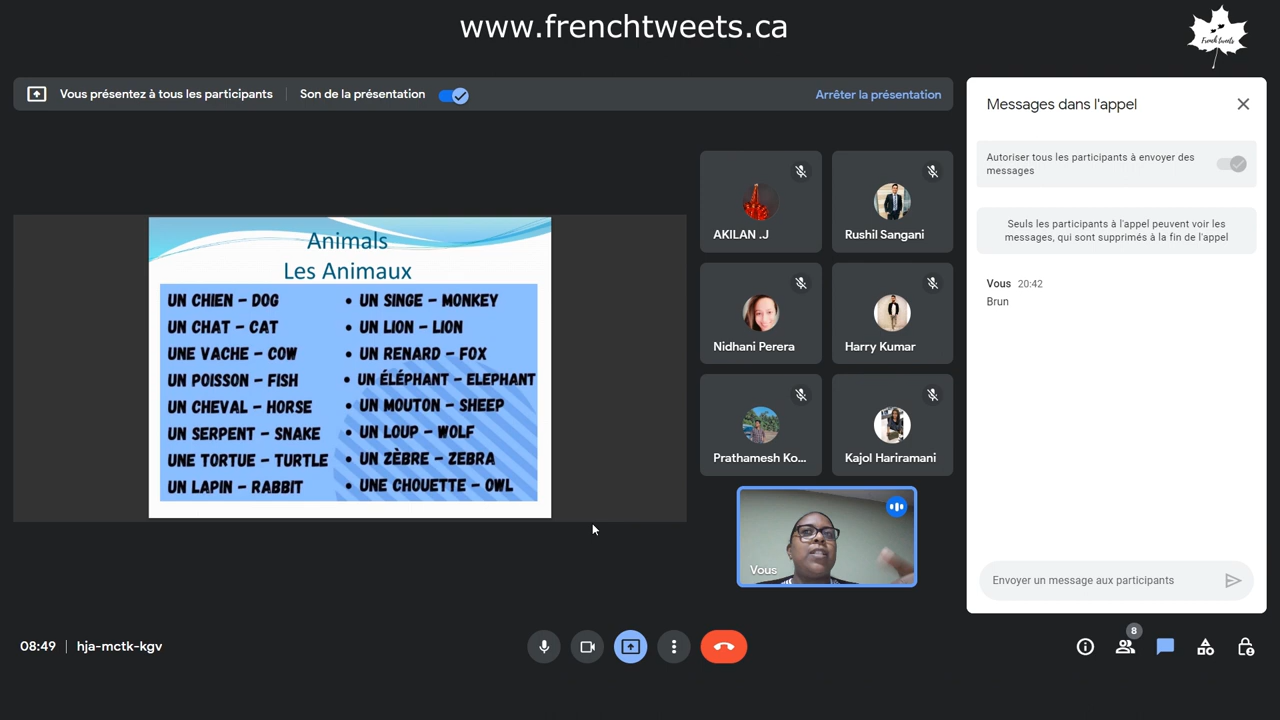 www.frenchtweets.ca
French tweets
Vous présentez à tous les participants
Son de la présentation
Arrêter la présentation
Animals
Les Animaux
UN CHIEN – DOG
UN CHAT – CAT
UNE VACHE – COW
UN POISSON – FISH
UN CHEVAL – HORSE
UN SERPENT – SNAKE
UNE TORTUE – TURTLE
UN LAPIN – RABBIT
• UN SINGE – MONKEY
• UN LION – LION
• UN RENARD – FOX
• UN ÉLÉPHANT – ELEPHANT
• UN MOUTON – SHEEP
• UN LOUP – WOLF
• UN ZÈBRE – ZEBRA
• UNE CHOUETTE – OWL
AKILAN .J
Rushil Sangani
Nidhani Perera
Harry Kumar
Prathamesh Ko...
Kajol Hariramani
Vous
Messages dans l'appel
Autoriser tous les participants à envoyer des
messages
Seuls les participants à l'appel peuvent voir les
messages, qui sont supprimés à la fin de l'appel
Vous 20:42
Brun
Envoyer un message aux participants
08:49 | hja-mctk-kgv
8